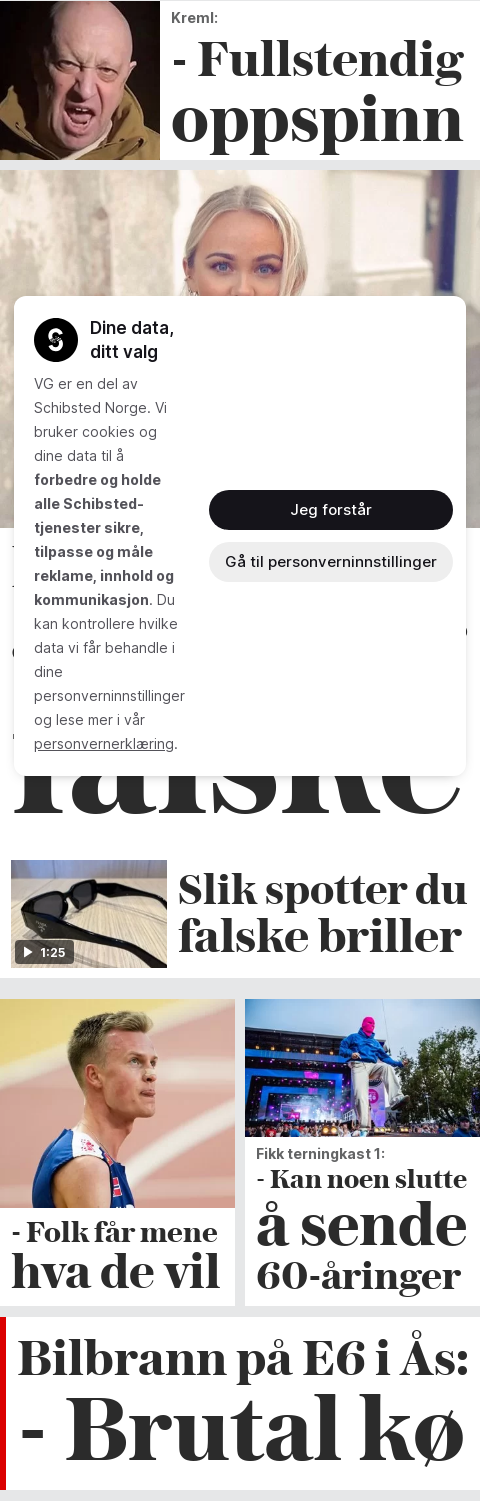 Kreml:
- Fullstendig
oppspinn
Dine data,
ditt valg
VG er en del av
Schibsted Norge. Vi
bruker cookies og
dine data til å
forbedre og holde
alle Schibsted-
tjenester sikre,
tilpasse og måle
reklame, innhold og
kommunikasjon. Du
kan kontrollere hvilke
data vi får behandle i
dine
personverninnstillinger
og lese mer i vår
personvernerklæring.
Jeg forstår
Gå til personverninnstillinger
falske
1:25
Slik spotter du
falske briller
- Folk får mene
hva de vil
Fikk terningkast 1:
- Kan noen slutte
å sende
60-åringer
Bilbrann på E6 i Ås:
- Brutal kø